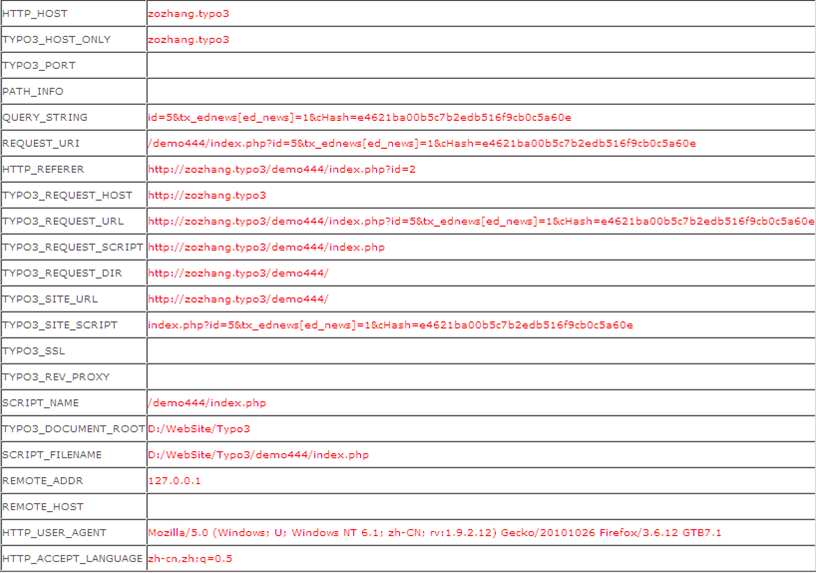 HTTP_HOST zozhang.typo3
TYPO3_HOST_ONLY zozhang.typo3
TYPO3_PORT
PATH_INFO
QUERY_STRING id=5&tx_ednews[ed_news]=1&cHash=e4621ba00b5c7b2edb516f9cb0c5a60e
REQUEST_URI /demo444/index.php?id=5&tx_ednews[ed_news]=1&cHash=e4621ba00b5c7b2edb516f9cb0c5a60e
HTTP_REFERER http://zozhang.typo3/demo444/index.php?id=2
TYPO3_REQUEST_HOST http://zozhang.typo3
TYPO3_REQUEST_URL http://zozhang.typo3/demo444/index.php?id=5&tx_ednews[ed_news]=1&cHash=e4621ba00b5c7b2edb516f9cb0c5a60e
TYPO3_REQUEST_SCRIPT http://zozhang.typo3/demo444/index.php
TYPO3_REQUEST_DIR http://zozhang.typo3/demo444/
TYPO3_SITE_URL http://zozhang.typo3/demo444/
TYPO3_SITE_SCRIPT index.php?id=5&tx_ednews[ed_news]=1&cHash=e4621ba00b5c7b2edb516f9cb0c5a60e
TYPO3_SSL
TYPO3_REV_PROXY
SCRIPT_NAME /demo444/index.php
TYPO3_DOCUMENT_ROOT D:/WebSite/Typo3
SCRIPT_FILENAME D:/WebSite/Typo3/demo444/index.php
REMOTE_ADDR 127.0.0.1
REMOTE_HOST
HTTP_USER_AGENT Mozilla/5.0 (Windows; U; Windows NT 6.1; zh-CN; rv:1.9.2.12) Gecko/20101026 Firefox/3.6.12 GTB7.1
HTTP_ACCEPT_LANGUAGE zh-cn,zh;q=0.5